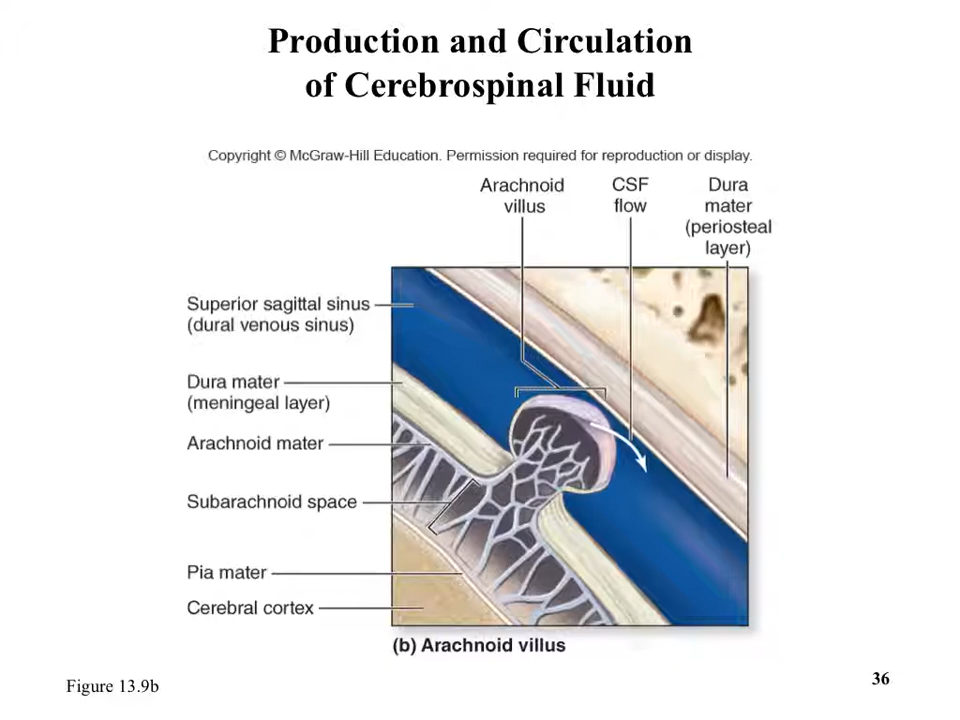 Production and Circulation
of Cerebrospinal Fluid
Copyright © McGraw-Hill Education. Permission required for reproduction or display.
Arachnoid
villus
CSF
flow
Dura
mater
(periosteal
layer)
Superior sagittal sinus
(dural venous sinus)
Dura mater
(meningeal layer)
Arachnoid mater
Subarachnoid space
Pia mater
Cerebral cortex
(b) Arachnoid villus
Figure 13.9b
36